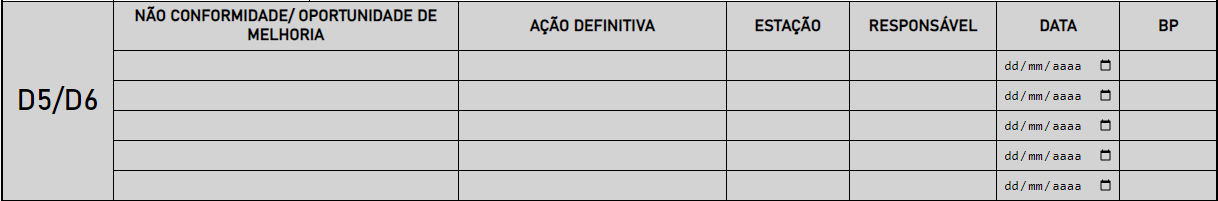 NÃO CONFORMIDADE/ OPORTUNIDADE DE
MELHORIA
AÇÃO DEFINITIVA
ESTAÇÃO
RESPONSÁVEL
DATA
BP
D5/D6
dd/mm/aaaa
dd/mm/aaaa
dd/mm/aaaa
dd/mm/aaaa
dd/mm/aaaa